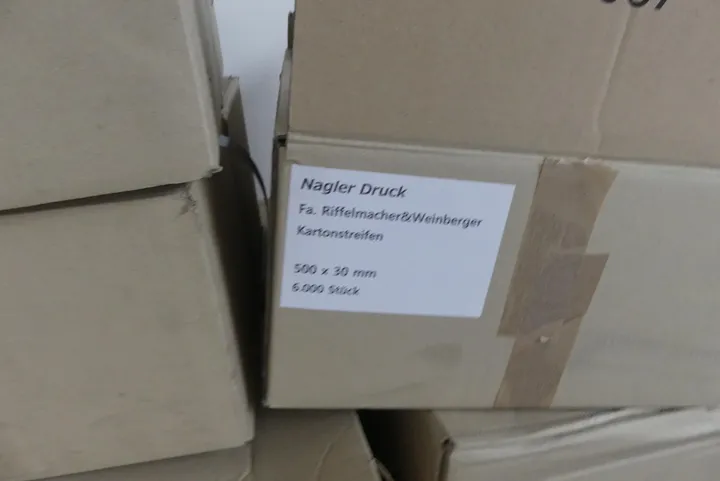 Nagler Druck
Fa. Riffelmacher&Weinberger
Kartonstreifen
500 x 30 mm
6.000 Stück